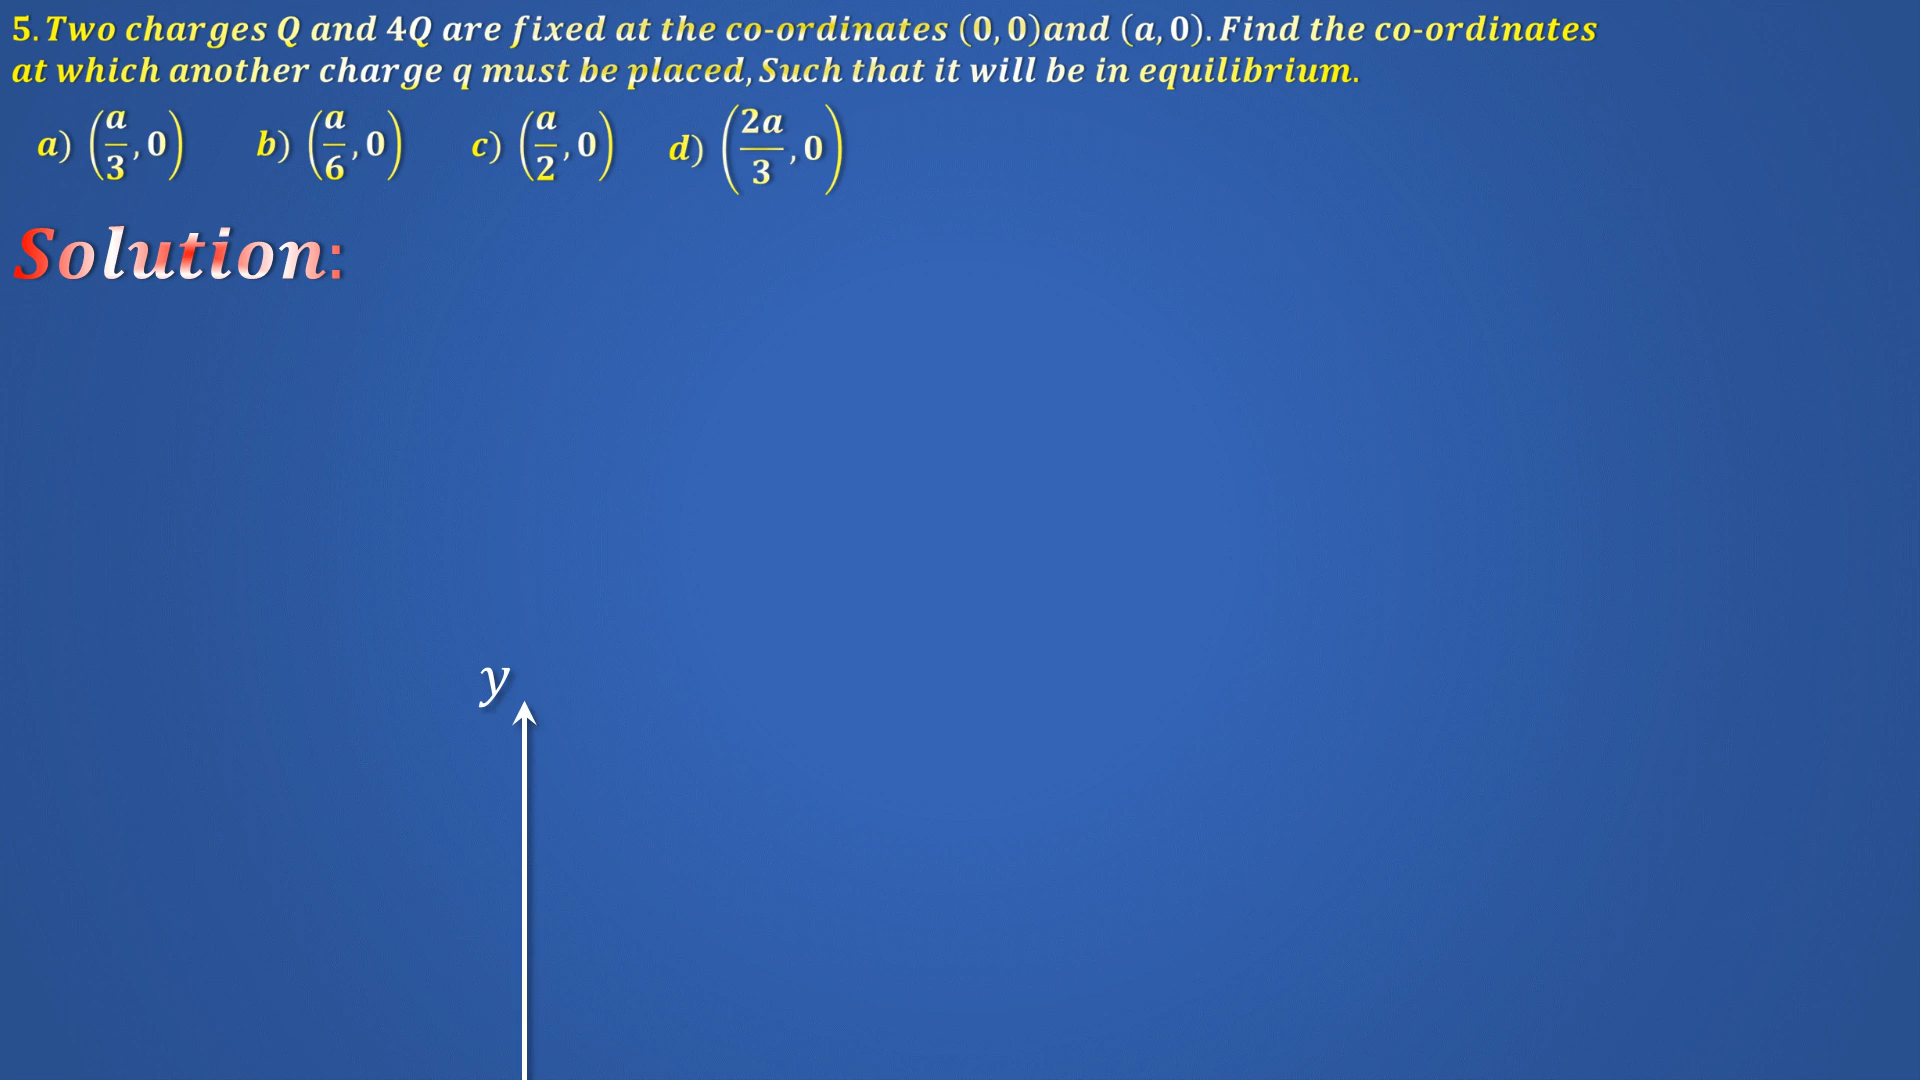 5. Two charges Q and 4Q are fixed at the co-ordinates (0, 0)and (a, 0). Find the co-ordinates
at which another charge q must be placed, Such that it will be in equilibrium.
a) (a/3, 0) b) (a/6, 0) c) (a/2, 0) d) (2a/3, 0)
Solution:
y